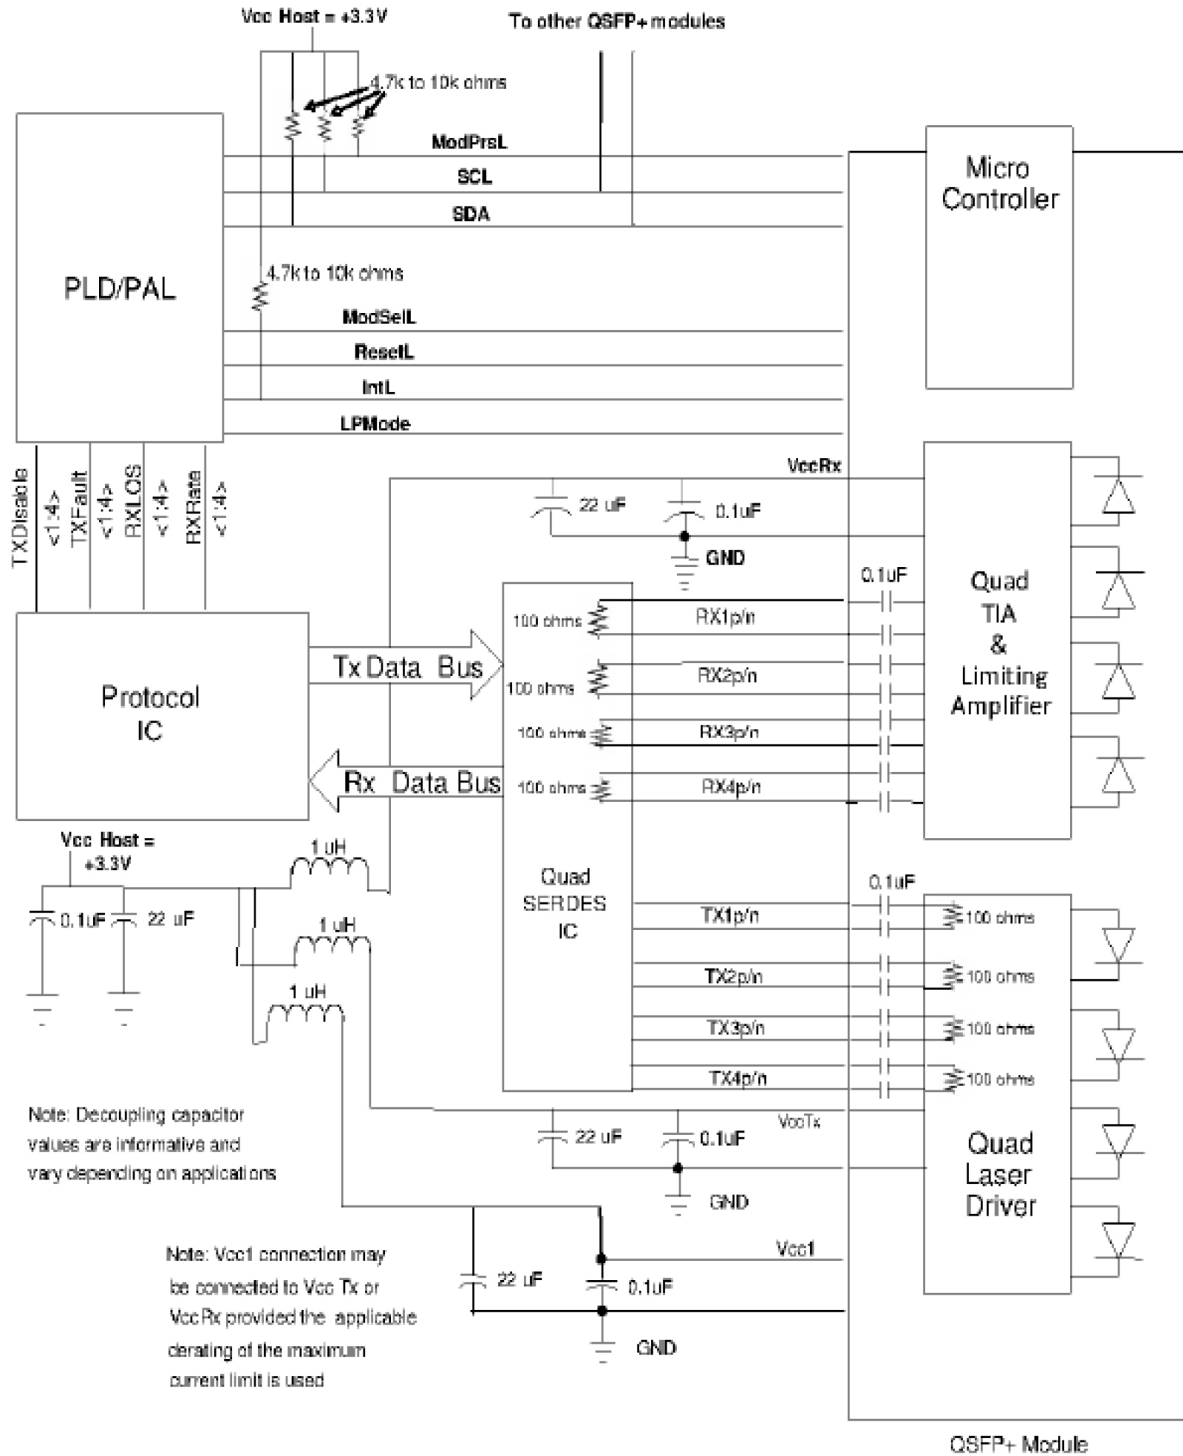 Vcc Host = +3.3V
To other QSFP+ modules
4.7k to 10k ohms
ModPrsL
SCL
SDA
PLD/PAL
4.7k to 10k ohms
ModSelL
ResetL
IntL
LPMode
Micro
Controller
TXDisable
<1:4>
TXFault
<1:4>
RXLOS
<1:4>
RXRate
<1:4>
VccRx
22 uF
0.1uF
GND
0.1uF
Quad
TIA
&
Limiting
Amplifier
100 ohms
RX1p/n
100 ohms
RX2p/n
100 ohms
RX3p/n
100 ohms
RX4p/n
Protocol
IC
Tx Data Bus
Rx Data Bus
Vcc Host =
+3.3V
0.1uF
22 uF
1 uH
1 uH
1 uH
Quad
SERDES
IC
0.1uF
TX1p/n
100 ohms
TX2p/n
100 ohms
TX3p/n
100 ohms
TX4p/n
100 ohms
VccTx
22 uF
0.1uF
GND
Quad
Laser
Driver
Note: Decoupling capacitor
values are informative and
vary depending on applications
Note: Vcc1 connection may
be connected to Vcc Tx or
Vcc Rx provided the applicable
derating of the maximum
current limit is used
Vcc1
22 uF
0.1uF
GND
QSFP+ Module